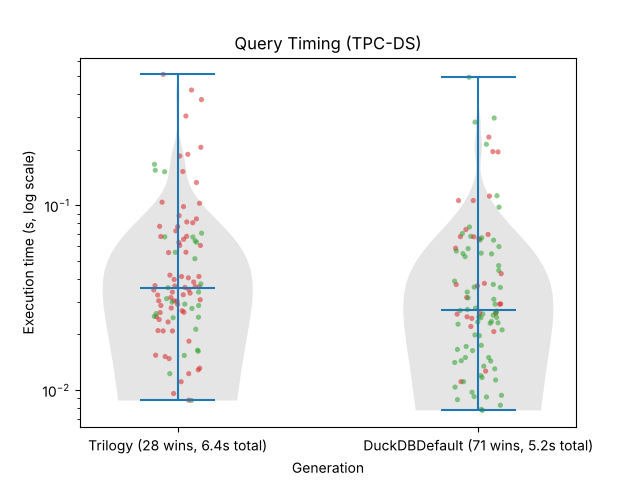 Query Timing (TPC-DS)
Execution time (s, log scale)
10⁻¹
10⁻²
Trilogy (28 wins, 6.4s total)
DuckDBDefault (71 wins, 5.2s total)
Generation